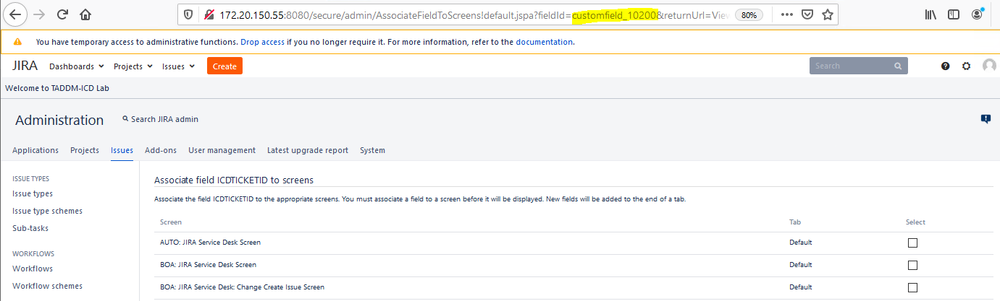 172.20.150.55:8080/secure/admin/AssociateFieldToScreens!default.jspa?fieldId=customfield_10200&returnUrl=View 80%
You have temporary access to administrative functions. Drop access if you no longer require it. For more information, refer to the documentation.
JIRA Dashboards Projects Issues Create Search
Welcome to TADDM-ICD Lab
Administration Search JIRA admin
Applications Projects Issues Add-ons User management Latest upgrade report System
ISSUE TYPES
Issue types
Issue type schemes
Sub-tasks
WORKFLOWS
Workflows
Workflow schemes
Associate field ICDTICKETID to screens
Associate the field ICDTICKETID to the appropriate screens. You must associate a field to a screen before it will be displayed. New fields will be added to the end of a tab.
Screen Tab Select
AUTO: JIRA Service Desk Screen Default
BOA: JIRA Service Desk Screen Default
BOA: JIRA Service Desk: Change Create Issue Screen Default